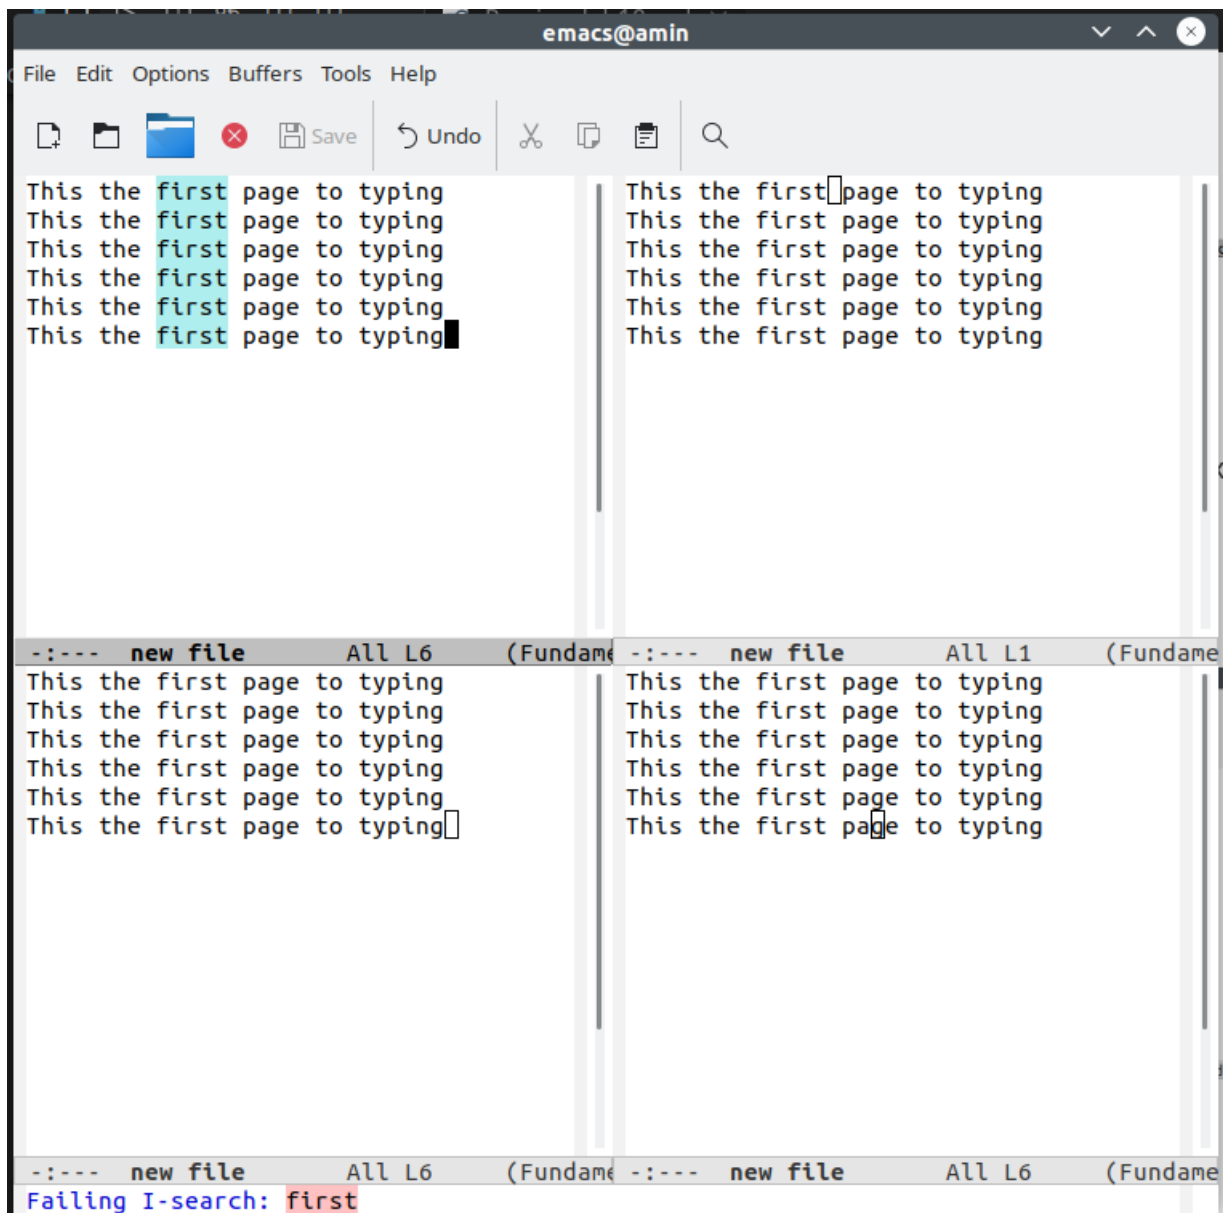 emacs@amin
File Edit Options Buffers Tools Help
Save Undo
This the first page to typing
This the first page to typing
This the first page to typing
This the first page to typing
This the first page to typing
This the first page to typing
-:--- new file All L6 (Fundame
This the first page to typing
This the first page to typing
This the first page to typing
This the first page to typing
This the first page to typing
This the first page to typing
-:--- new file All L1 (Fundame
This the first page to typing
This the first page to typing
This the first page to typing
This the first page to typing
This the first page to typing
This the first page to typing
-:--- new file All L6 (Fundame
This the first page to typing
This the first page to typing
This the first page to typing
This the first page to typing
This the first page to typing
This the first page to typing
-:--- new file All L6 (Fundame
Failing I-search: first